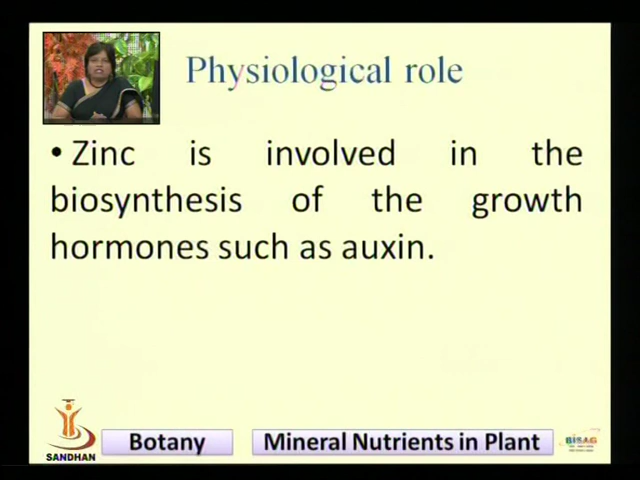 Physiological role
• Zinc is involved in the
biosynthesis of the growth
hormones such as auxin.
SANDHAN
Botany
Mineral Nutrients in Plant
BISAG